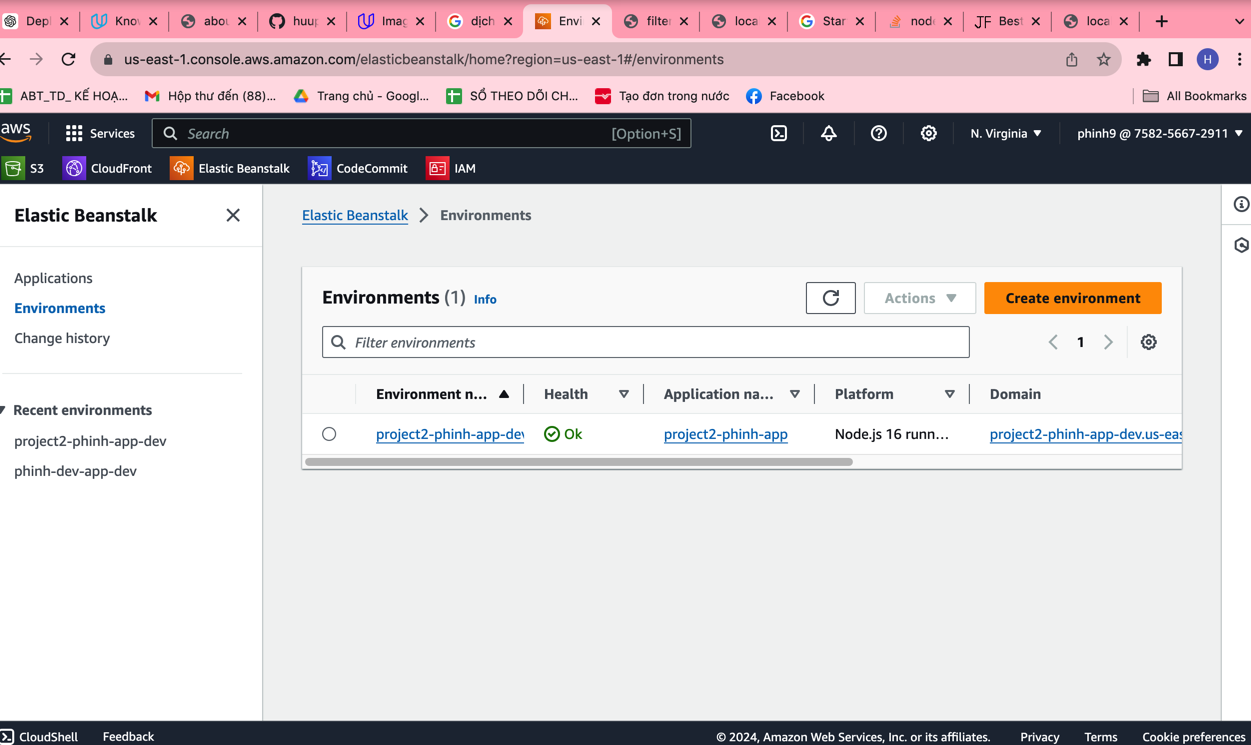 Depl Know abou huup Imag dịch Envi filter loca Star node JF Best loca
us-east-1.console.aws.amazon.com/elasticbeanstalk/home?region=us-east-1#/environments H
ABT_TD_ KẾ HOẠ... Hộp thư đến (88)... Trang chủ - Googl... SỔ THEO DÕI CH... Tạo đơn trong nước Facebook All Bookmarks
aws Services Search [Option+S] N. Virginia phinh9 @ 7582-5667-2911
S3 CloudFront Elastic Beanstalk CodeCommit IAM
Elastic Beanstalk
Applications
Environments
Change history
Recent environments
project2-phinh-app-dev
phinh-dev-app-dev
Elastic Beanstalk Environments
Environments (1) Info Actions Create environment
Filter environments 1
Environment n... Health Application na... Platform Domain
project2-phinh-app-dev Ok project2-phinh-app Node.js 16 runn... project2-phinh-app-dev.us-eas
CloudShell Feedback © 2024, Amazon Web Services, Inc. or its affiliates. Privacy Terms Cookie preferences